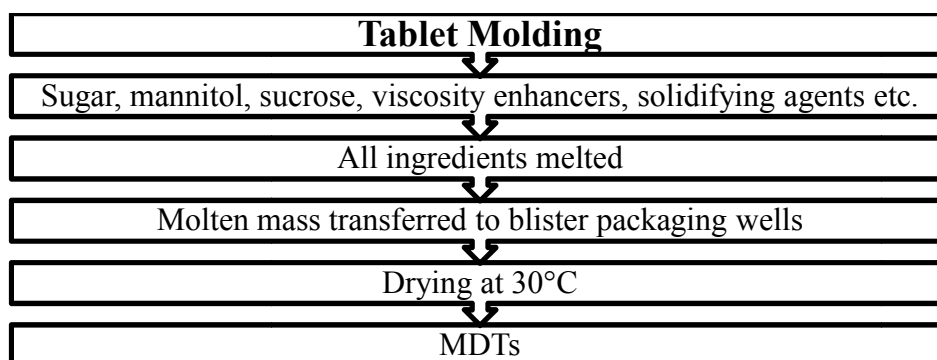 Tablet Molding
Sugar, mannitol, sucrose, viscosity enhancers, solidifying agents etc.
All ingredients melted
Molten mass transferred to blister packaging wells
Drying at 30°C
MDTs